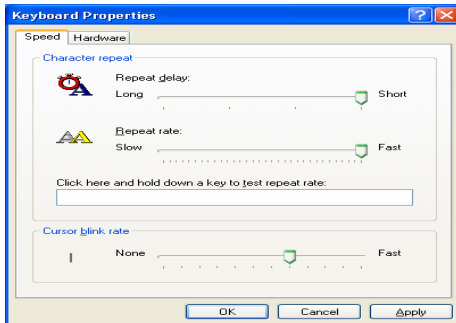 Keyboard Properties
Speed Hardware
Character repeat
Repeat delay:
Long Short
Repeat rate:
Slow Fast
Click here and hold down a key to test repeat rate:
Cursor blink rate
None Fast
OK Cancel Apply